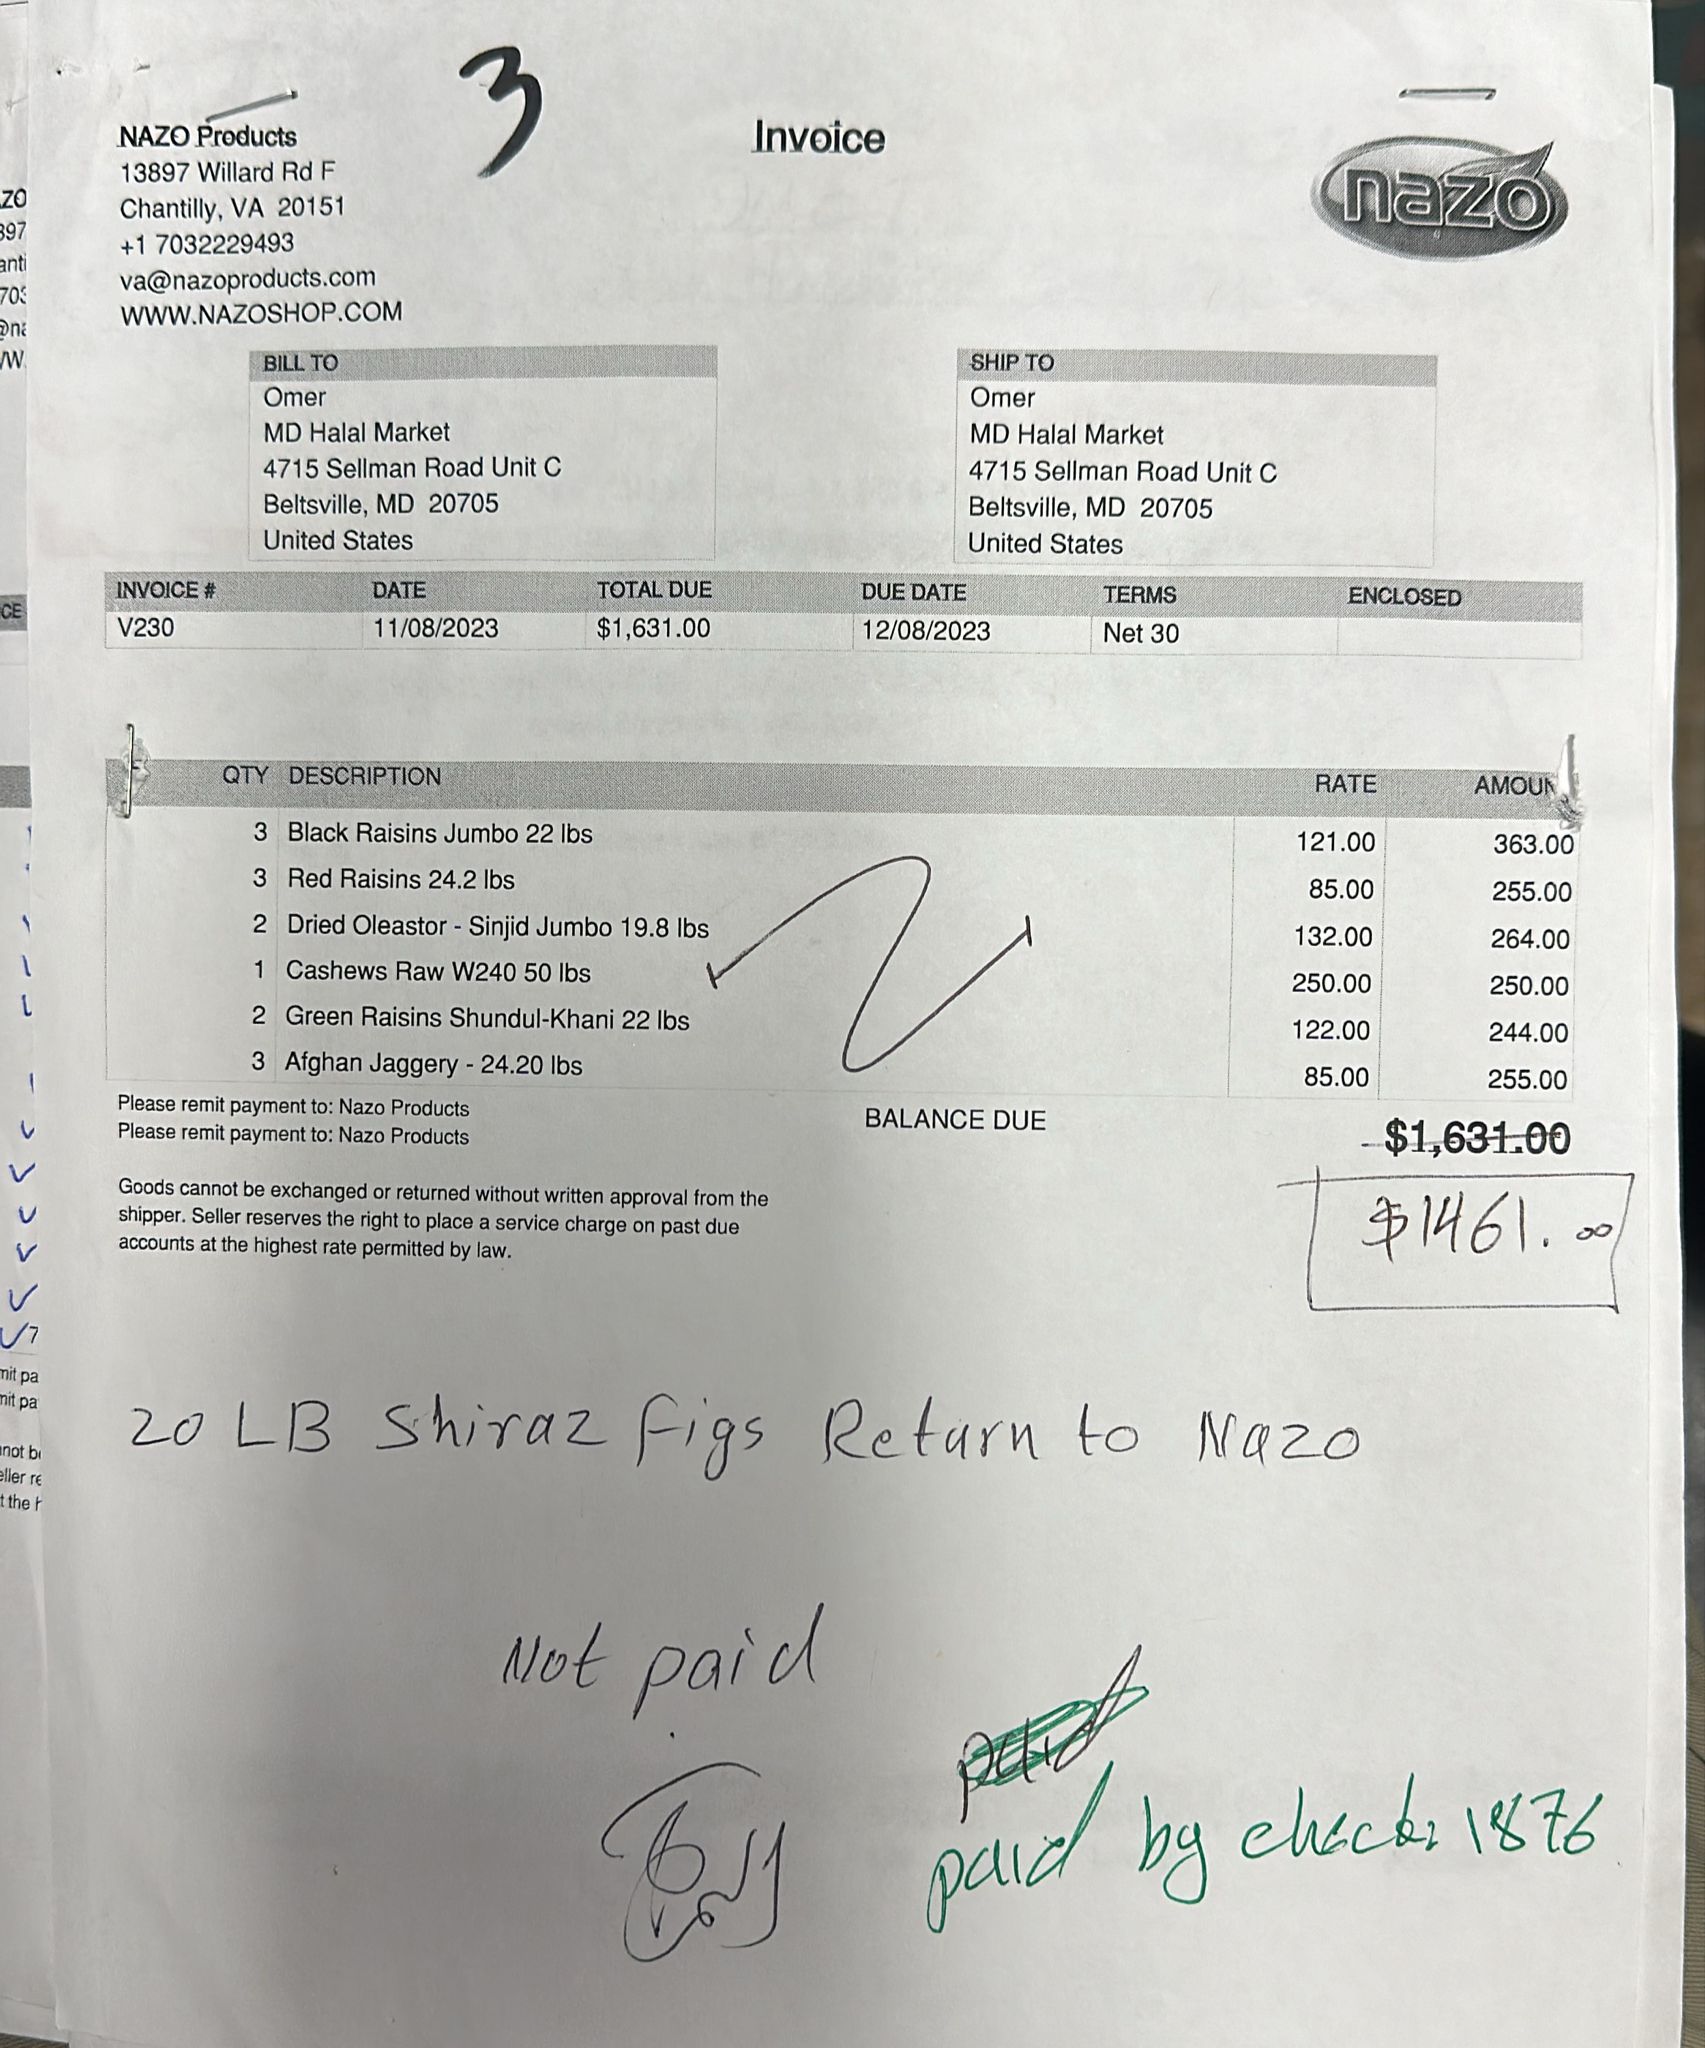 3
NAZO Products
Invoice
nazo
13897 Willard Rd F
Chantilly, VA 20151
+1 7032229493
va@nazoproducts.com
WWW.NAZOSHOP.COM
BILL TO
Omer
MD Halal Market
4715 Sellman Road Unit C
Beltsville, MD 20705
United States
SHIP TO
Omer
MD Halal Market
4715 Sellman Road Unit C
Beltsville, MD 20705
United States
INVOICE # DATE TOTAL DUE DUE DATE TERMS ENCLOSED
V230 11/08/2023 $1,631.00 12/08/2023 Net 30
QTY DESCRIPTION RATE AMOUN
3 Black Raisins Jumbo 22 lbs 121.00 363.00
3 Red Raisins 24.2 lbs 85.00 255.00
2 Dried Oleastor - Sinjid Jumbo 19.8 lbs 132.00 264.00
1 Cashews Raw W240 50 lbs 250.00 250.00
2 Green Raisins Shundul-Khani 22 lbs 122.00 244.00
3 Afghan Jaggery - 24.20 lbs 85.00 255.00
Please remit payment to: Nazo Products
Please remit payment to: Nazo Products
BALANCE DUE $1,631.00
$1461.00
Goods cannot be exchanged or returned without written approval from the
shipper. Seller reserves the right to place a service charge on past due
accounts at the highest rate permitted by law.
20 LB Shiraz figs Return to Nazo
Not paid
paid
paid by check: 1876